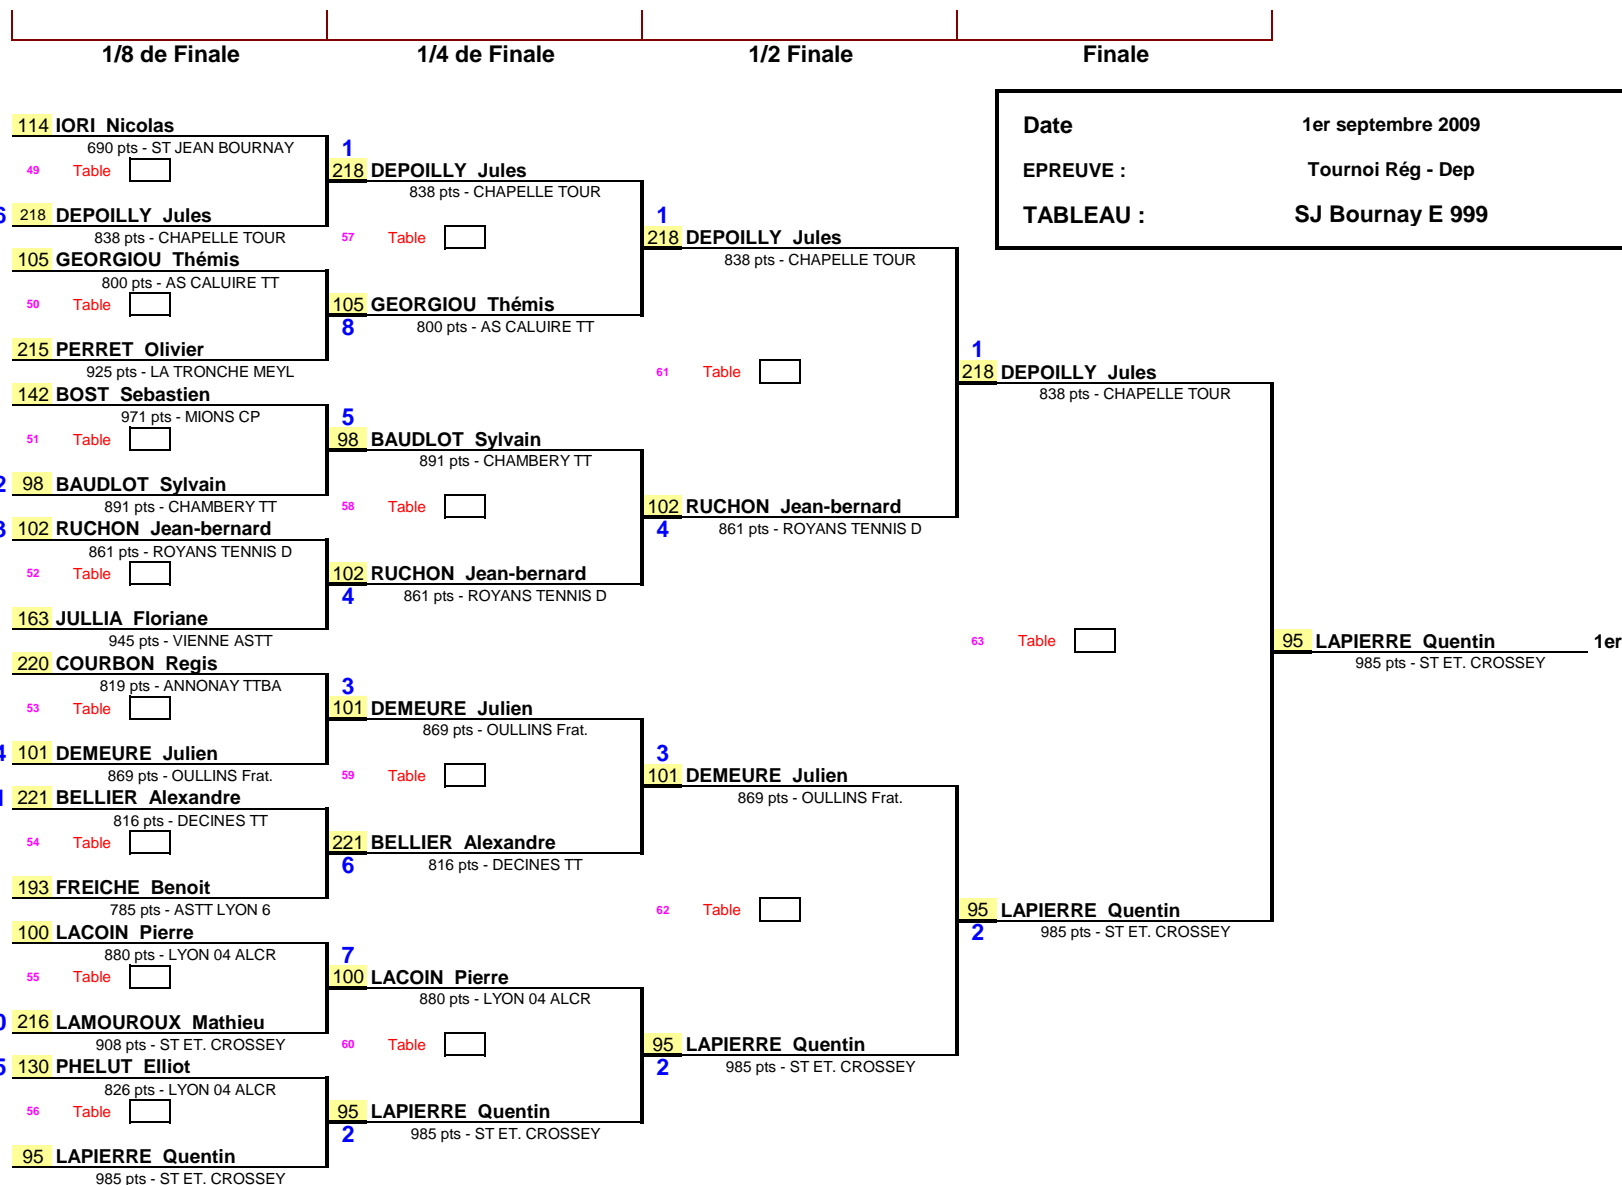 1/8 de Finale 1/4 de Finale 1/2 Finale Finale
Date 1er septembre 2009
EPREUVE : Tournoi Rég - Dep
TABLEAU : SJ Bournay E 999
114 IORI Nicolas
690 pts - ST JEAN BOURNAY
49 Table
218 DEPOILLY Jules
838 pts - CHAPELLE TOUR
105 GEORGIOU Thémis
800 pts - AS CALUIRE TT
50 Table
215 PERRET Olivier
925 pts - LA TRONCHE MEYL
142 BOST Sebastien
971 pts - MIONS CP
51 Table
98 BAUDLOT Sylvain
891 pts - CHAMBERY TT
102 RUCHON Jean-bernard
861 pts - ROYANS TENNIS D
52 Table
163 JULLIA Floriane
945 pts - VIENNE ASTT
220 COURBON Regis
819 pts - ANNONAY TTBA
53 Table
101 DEMEURE Julien
869 pts - OULLINS Frat.
221 BELLIER Alexandre
816 pts - DECINES TT
54 Table
193 FREICHE Benoit
785 pts - ASTT LYON 6
100 LACOIN Pierre
880 pts - LYON 04 ALCR
55 Table
216 LAMOUROUX Mathieu
908 pts - ST ET. CROSSEY
130 PHELUT Elliot
826 pts - LYON 04 ALCR
56 Table
95 LAPIERRE Quentin
985 pts - ST ET. CROSSEY
1
218 DEPOILLY Jules
838 pts - CHAPELLE TOUR
57 Table
105 GEORGIOU Thémis
8 800 pts - AS CALUIRE TT
5
98 BAUDLOT Sylvain
891 pts - CHAMBERY TT
58 Table
102 RUCHON Jean-bernard
4 861 pts - ROYANS TENNIS D
3
101 DEMEURE Julien
869 pts - OULLINS Frat.
59 Table
221 BELLIER Alexandre
6 816 pts - DECINES TT
7
100 LACOIN Pierre
880 pts - LYON 04 ALCR
60 Table
95 LAPIERRE Quentin
2 985 pts - ST ET. CROSSEY
1
218 DEPOILLY Jules
838 pts - CHAPELLE TOUR
61 Table
102 RUCHON Jean-bernard
4 861 pts - ROYANS TENNIS D
3
101 DEMEURE Julien
869 pts - OULLINS Frat.
62 Table
95 LAPIERRE Quentin
2 985 pts - ST ET. CROSSEY
1
218 DEPOILLY Jules
838 pts - CHAPELLE TOUR
63 Table
95 LAPIERRE Quentin
2 985 pts - ST ET. CROSSEY
95 LAPIERRE Quentin 1er
985 pts - ST ET. CROSSEY